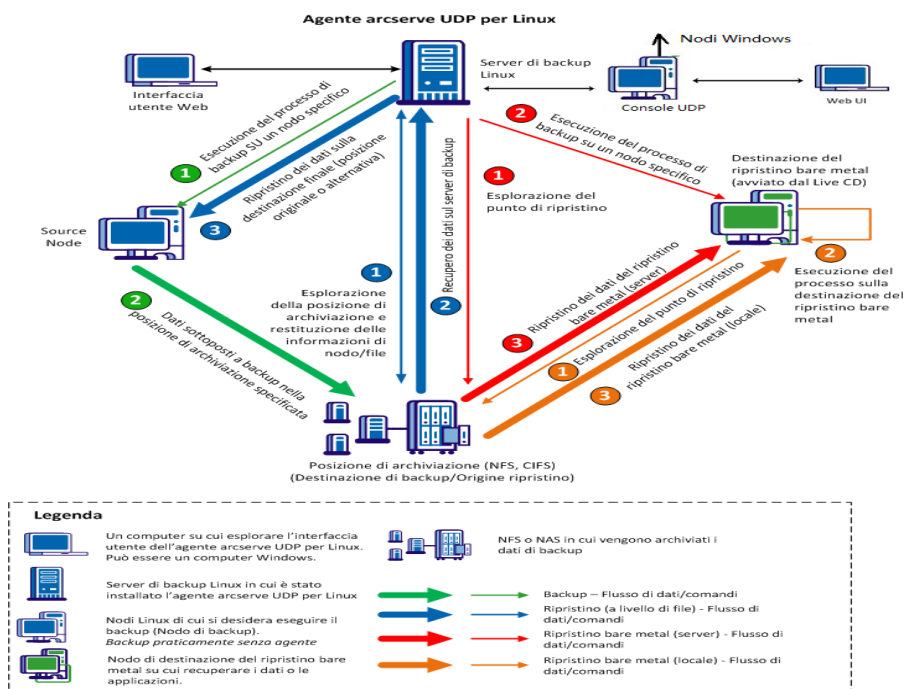 Agente arcserve UDP per Linux
Nodi Windows
Server di backup
Linux
Interfaccia
utente Web
Console UDP
Web UI
Esecuzione del processo di
backup SU un nodo specifico
1
Ripristino dei dati sulla
destinazione finale (posizione
originale o alternativa)
3
Source
Node
2
Dati sottoposti a backup nella
posizione di archiviazione specificata
1
Esplorazione
della posizione di
archiviazione e
restituzione delle
informazioni di
nodo/file
2
Recupero dei dati sul server di backup
1
Esplorazione del
punto di ripristino
2
Esecuzione del processo di
backup su un nodo specifico
Destinazione del
ripristino bare metal
(avviato dal Live CD)
2
Esecuzione del
processo sulla
destinazione del
ripristino bare
metal
3
Ripristino dei dati del ripristino
bare metal (server)
1
Esplorazione del punto di ripristino
3
Ripristino dei dati del
ripristino bare metal (locale)
Posizione di archiviazione (NFS, CIFS)
(Destinazione di backup/Origine ripristino)
Legenda
Un computer su cui esplorare l'interfaccia
utente dell'agente arcserve UDP per Linux.
Può essere un computer Windows.
Server di backup Linux in cui è stato
installato l'agente arcserve UDP per Linux
Nodi Linux di cui si desidera eseguire il
backup (Nodo di backup).
Backup praticamente senza agente
Nodo di destinazione del ripristino bare
metal su cui recuperare i dati o le
applicazioni.
NFS o NAS in cui vengono archiviati i
dati di backup
Backup – Flusso di dati/comandi
Ripristino (a livello di file) - Flusso di
dati/comandi
Ripristino bare metal (server) - Flusso di
dati/comandi
Ripristino bare metal (locale) - Flusso di
dati/comandi